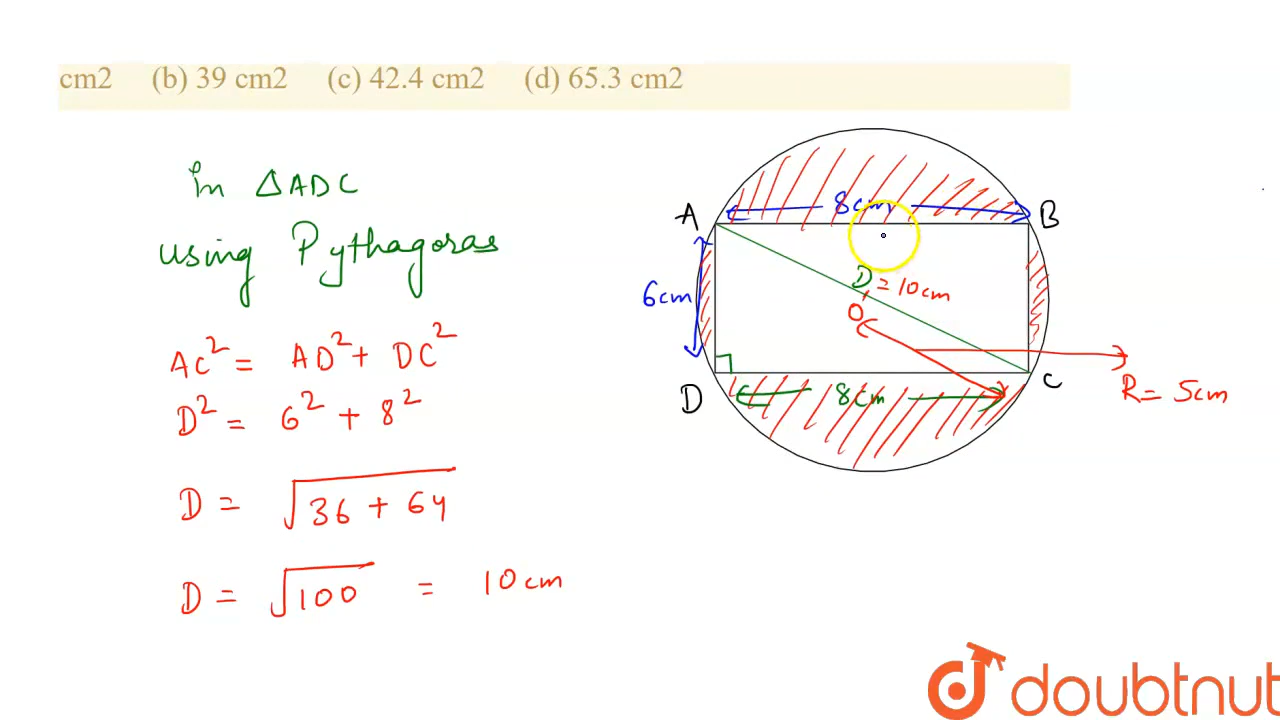 cm2 (b) 39 cm2 (c) 42.4 cm2 (d) 65.3 cm2
In △ADC
using Pythagoras
AC² = AD² + DC²
D² = 6² + 8²
D = √36 + 64
D = √100 = 10cm
A
8cm
B
6cm
D = 10cm
O
D
8cm
C
R = 5cm
doubtnut